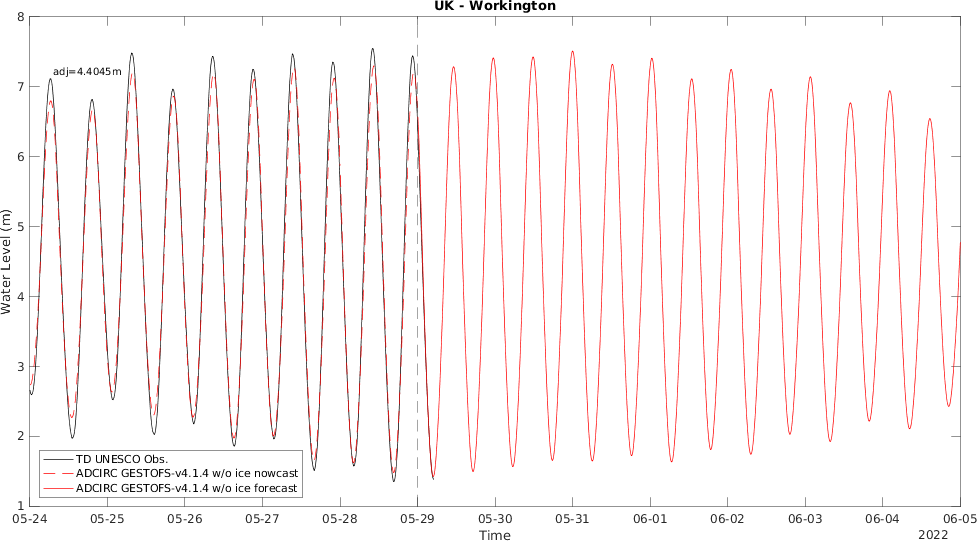 UK - Workington
8
7
6
5
4
3
2
1
Water Level (m)
adj=4.4045m
TD UNESCO Obs.
ADCIRC GESTOFS-v4.1.4 w/o ice nowcast
ADCIRC GESTOFS-v4.1.4 w/o ice forecast
05-24 05-25 05-26 05-27 05-28 05-29 05-30 05-31 06-01 06-02 06-03 06-04 06-05
Time
2022